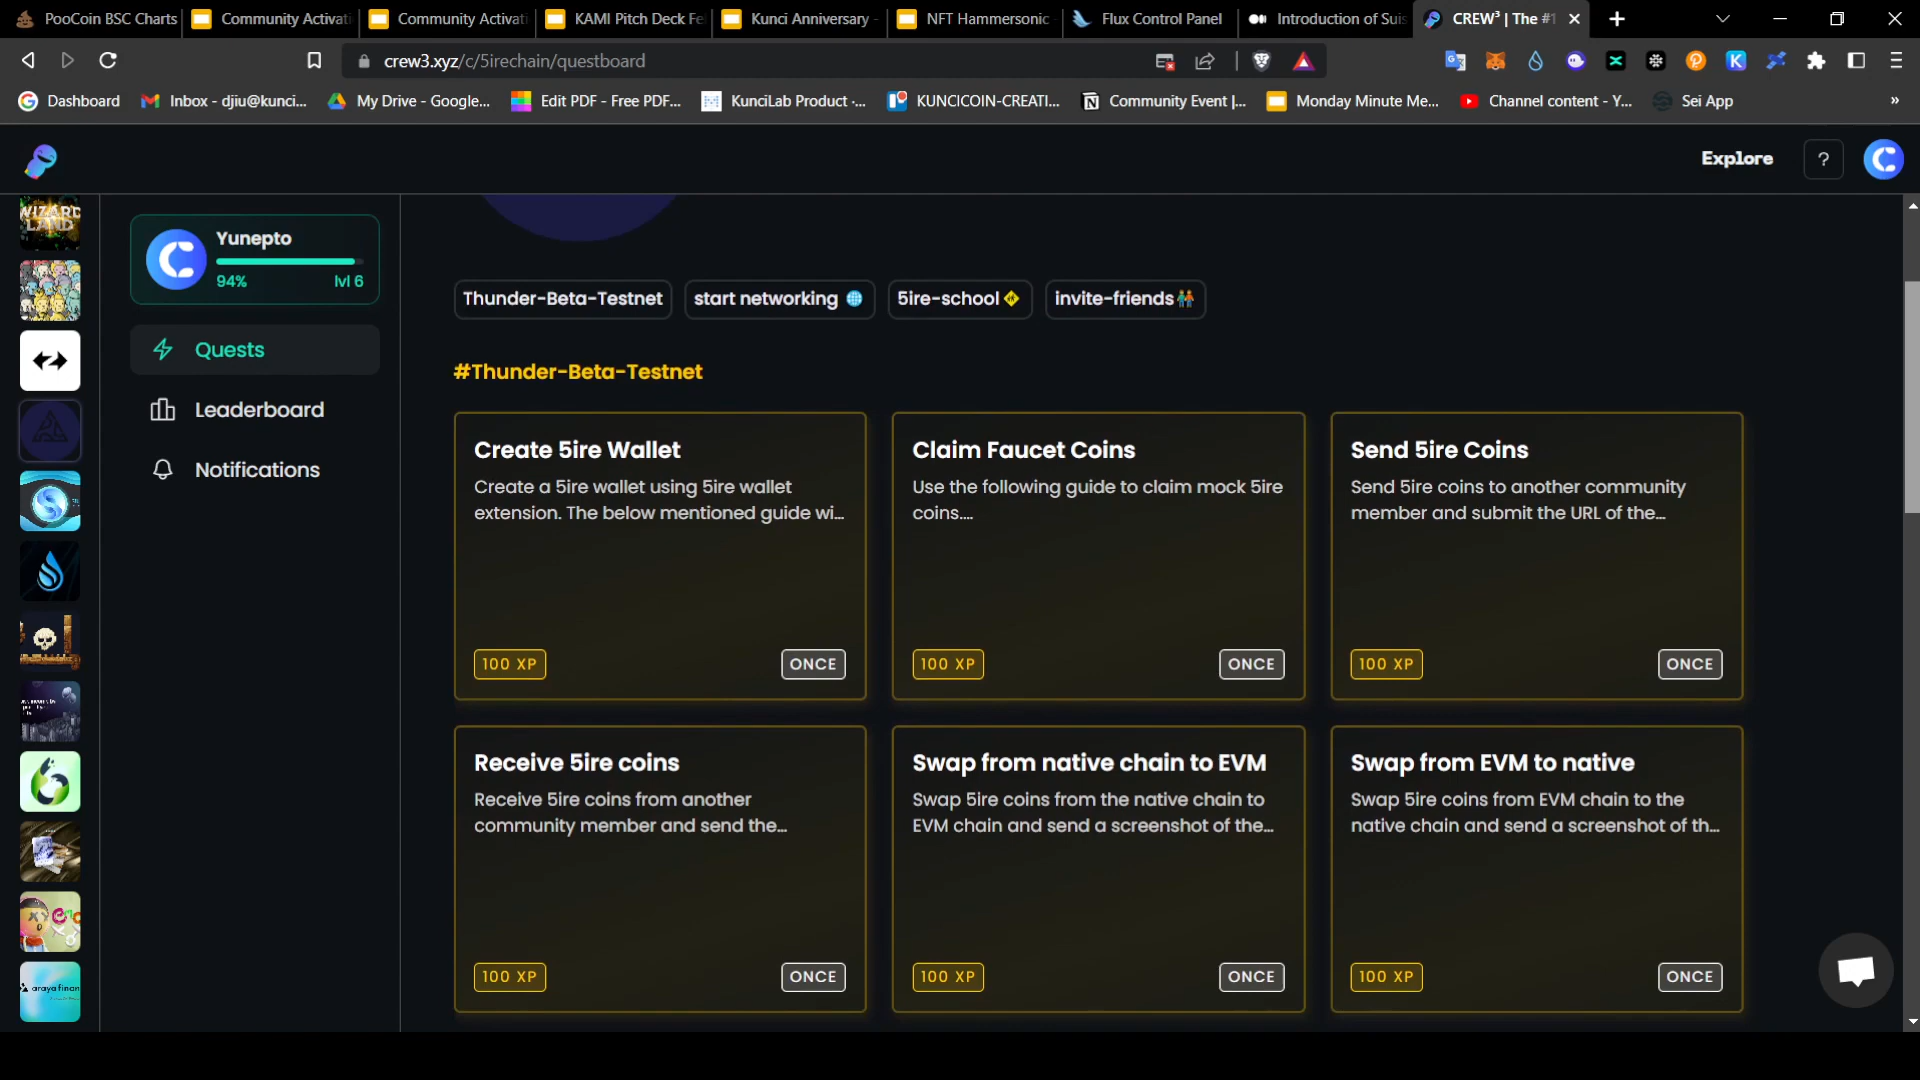 PooCoin BSC Charts
Community Activati
Community Activati
KAMI Pitch Deck Fe
Kunci Anniversary -
NFT Hammersonic
Flux Control Panel
Introduction of Suis
CREW³ | The #1
crew3.xyz/c/5irechain/questboard
Dashboard
Inbox - djiu@kunci...
My Drive - Google...
Edit PDF - Free PDF...
KunciLab Product -...
KUNCICOIN-CREATI...
Community Event |...
Monday Minute Me...
Channel content - Y...
Sei App
»
Explore
?
WIZARD
LAND
Yunepto
94%
lvl 6
Quests
Leaderboard
Notifications
araya finan
Thunder-Beta-Testnet
start networking
5ire-school
invite-friends
#Thunder-Beta-Testnet
Create 5ire Wallet
Create a 5ire wallet using 5ire wallet
extension. The below mentioned guide wi...
100 XP
ONCE
Claim Faucet Coins
Use the following guide to claim mock 5ire
coins....
100 XP
ONCE
Send 5ire Coins
Send 5ire coins to another community
member and submit the URL of the...
100 XP
ONCE
Receive 5ire coins
Receive 5ire coins from another
community member and send the...
100 XP
ONCE
Swap from native chain to EVM
Swap 5ire coins from the native chain to
EVM chain and send a screenshot of the...
100 XP
ONCE
Swap from EVM to native
Swap 5ire coins from EVM chain to the
native chain and send a screenshot of th...
100 XP
ONCE